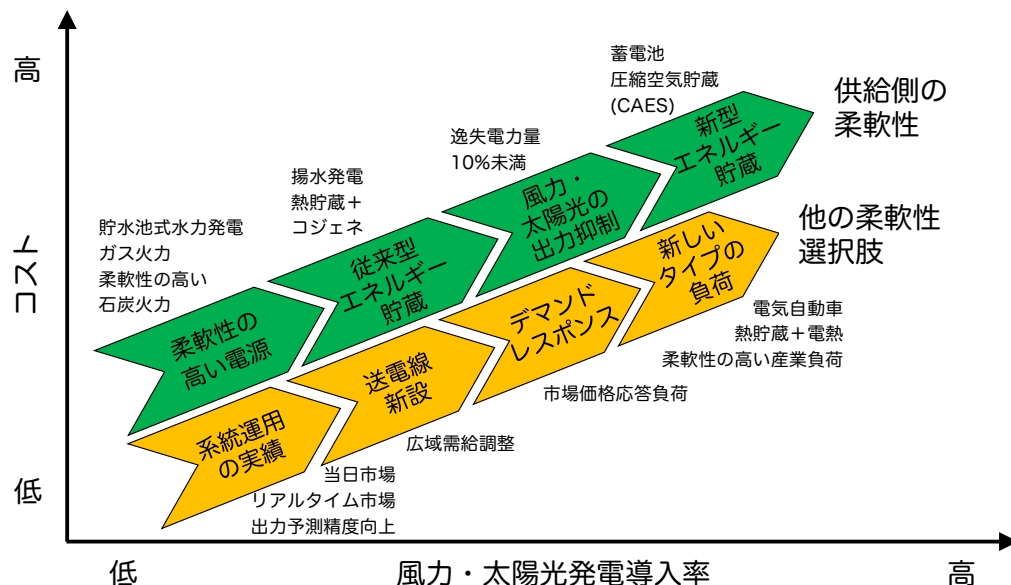 高
コスト
低
蓄電池
圧縮空気貯蔵
(CAES)
新型
エネルギー
貯蔵
供給側の
柔軟性
逸失電力量
10%未満
風力・
太陽光の
出力抑制
揚水発電
熱貯蔵＋
コジェネ
従来型
エネルギー
貯蔵
貯水池式水力発電
ガス火力
柔軟性の高い
石炭火力
柔軟性の
高い電源
他の柔軟性
選択肢
新しい
タイプの
負荷
電気自動車
熱貯蔵＋電熱
柔軟性の高い産業負荷
デマンド
レスポンス
市場価格応答負荷
送電線
新設
広域需給調整
系統運用
の実績
当日市場
リアルタイム市場
出力予測精度向上
低
風力・太陽光発電導入率
高